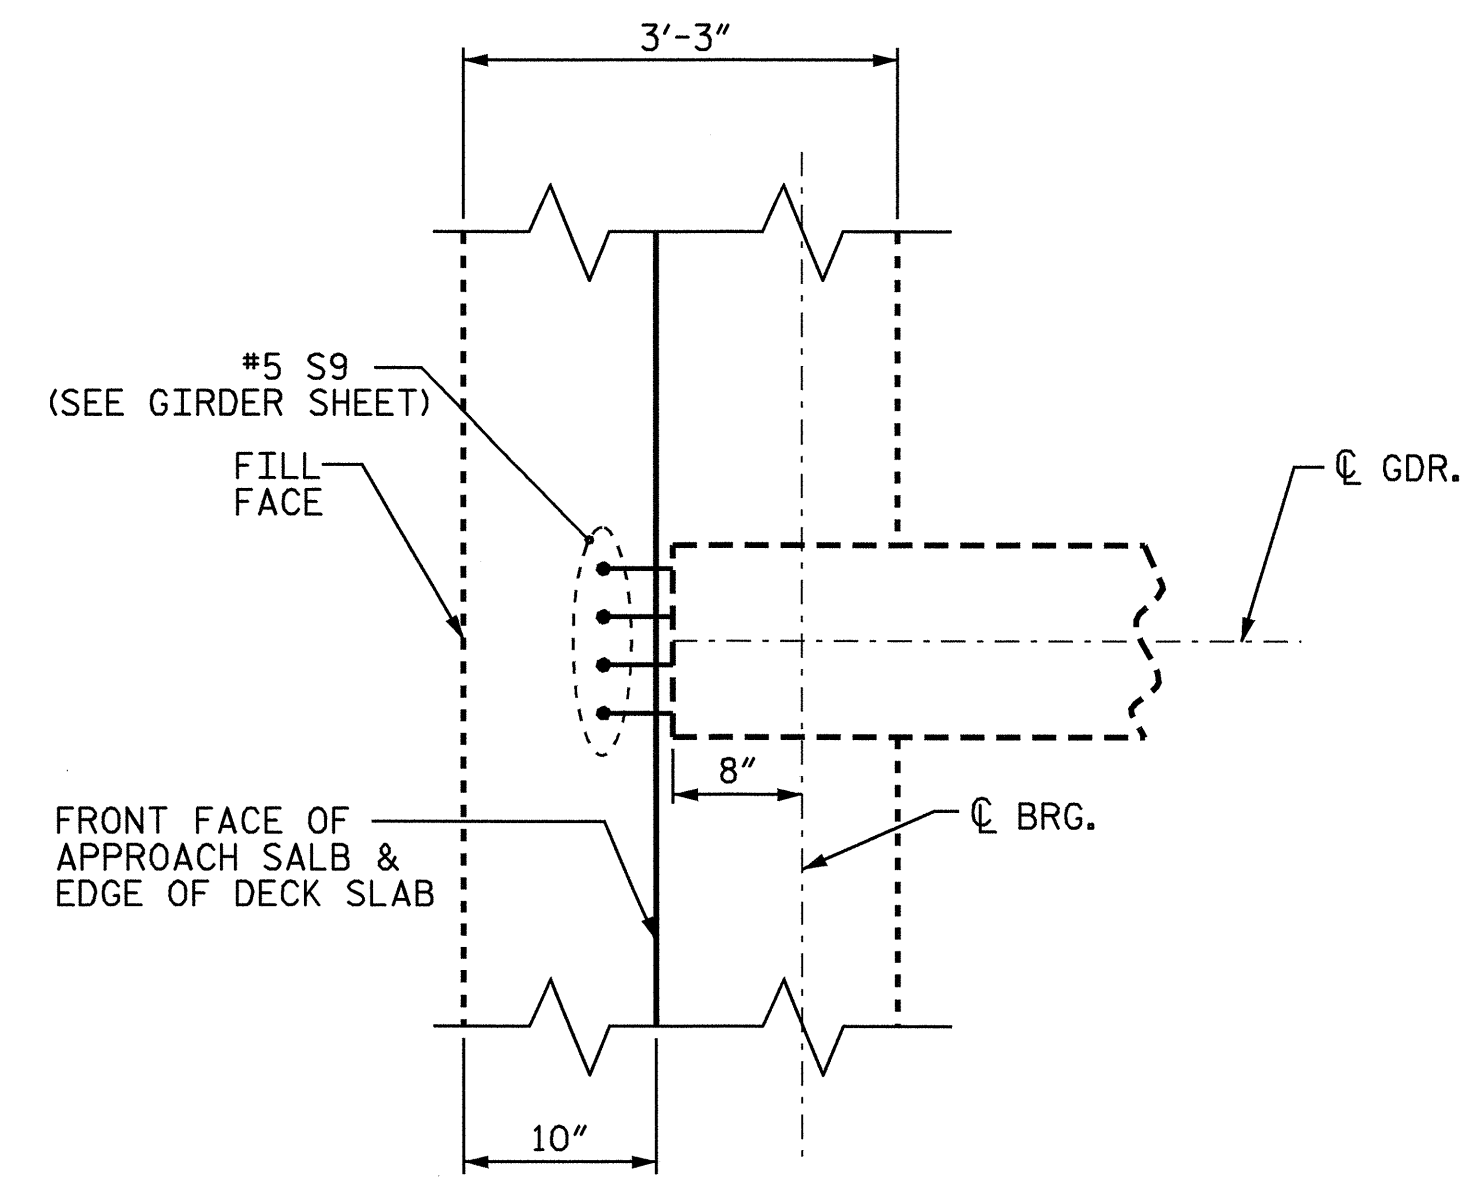 3'-3"
#5 S9
(SEE GIRDER SHEET)
FILL
FACE
℄ GDR.
8"
℄ BRG.
FRONT FACE OF
APPROACH SALB &
EDGE OF DECK SLAB
10"